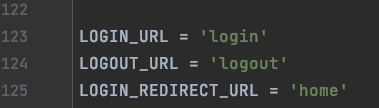 122
123 LOGIN_URL = 'login'
124 LOGOUT_URL = 'logout'
125 LOGIN_REDIRECT_URL = 'home'